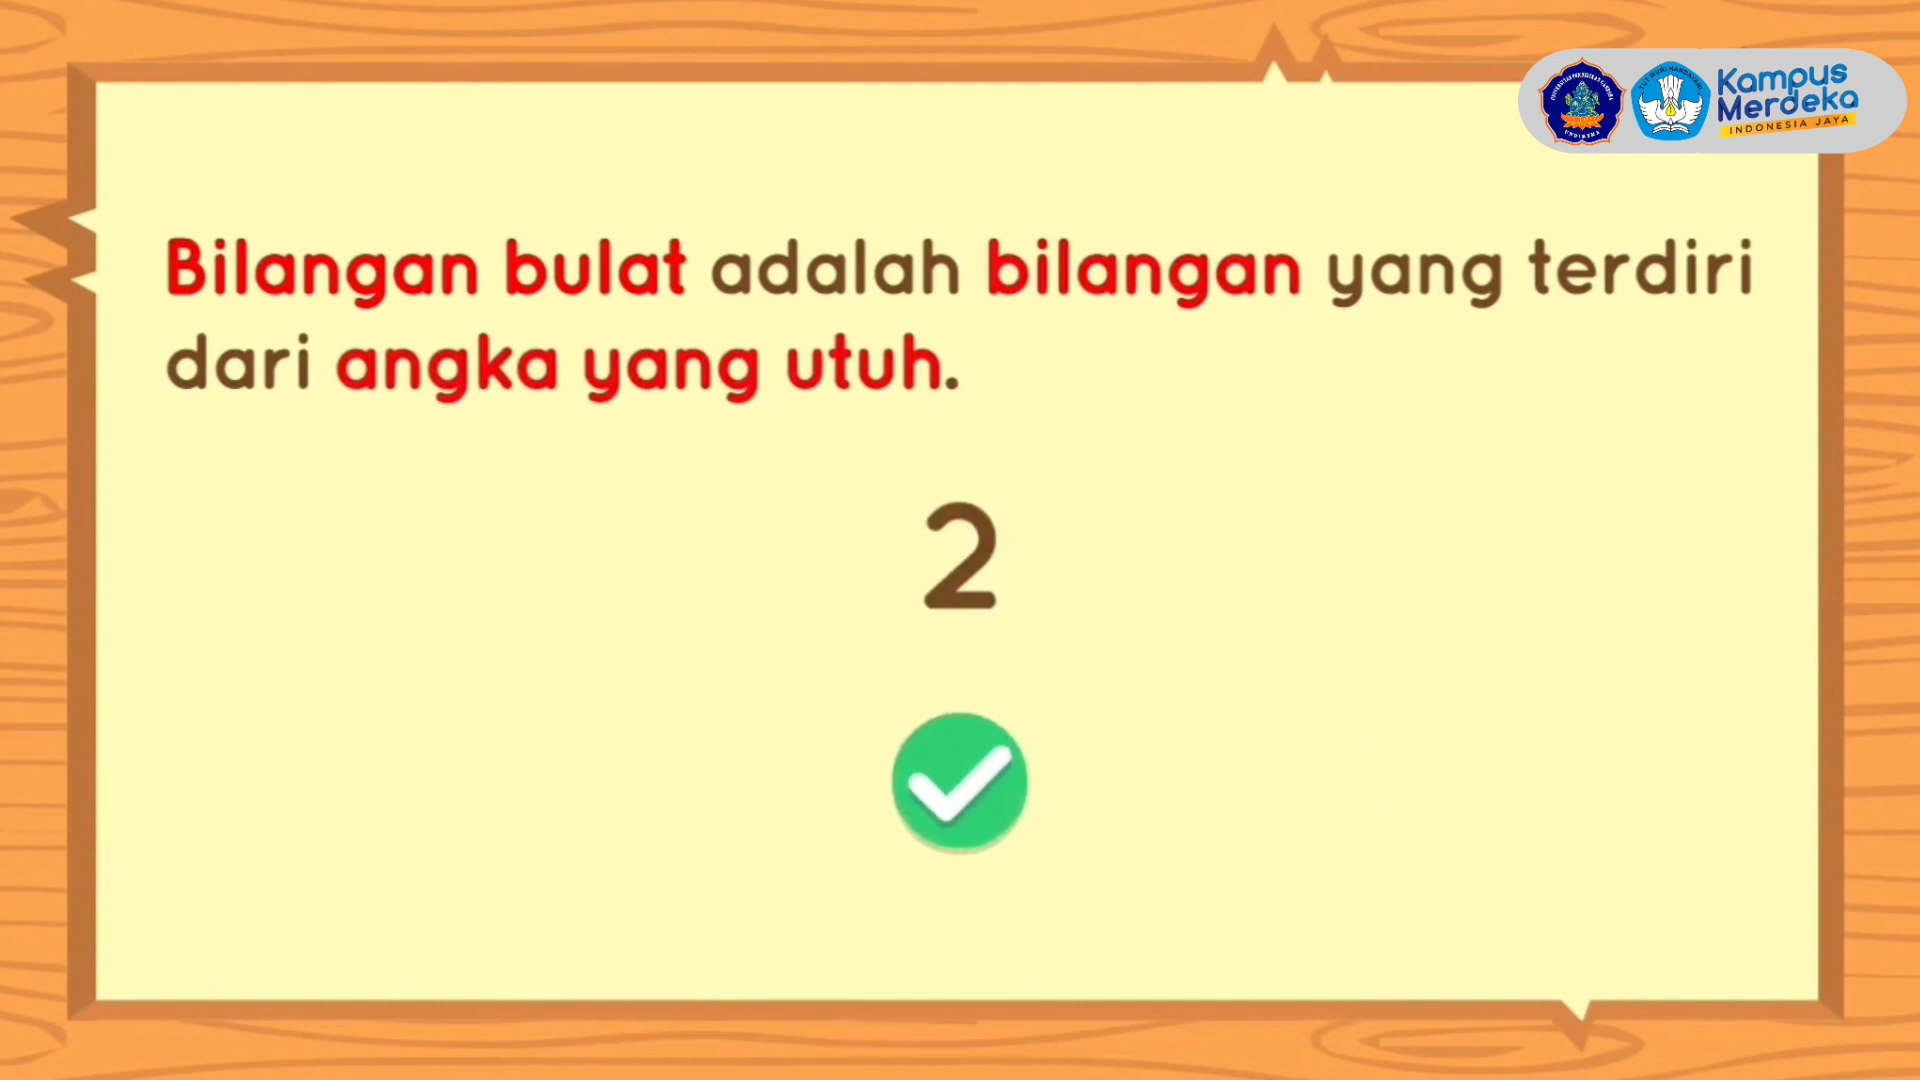 Kampus
Merdeka
INDONESIA JAYA
Bilangan bulat adalah bilangan yang terdiri
dari angka yang utuh.
2